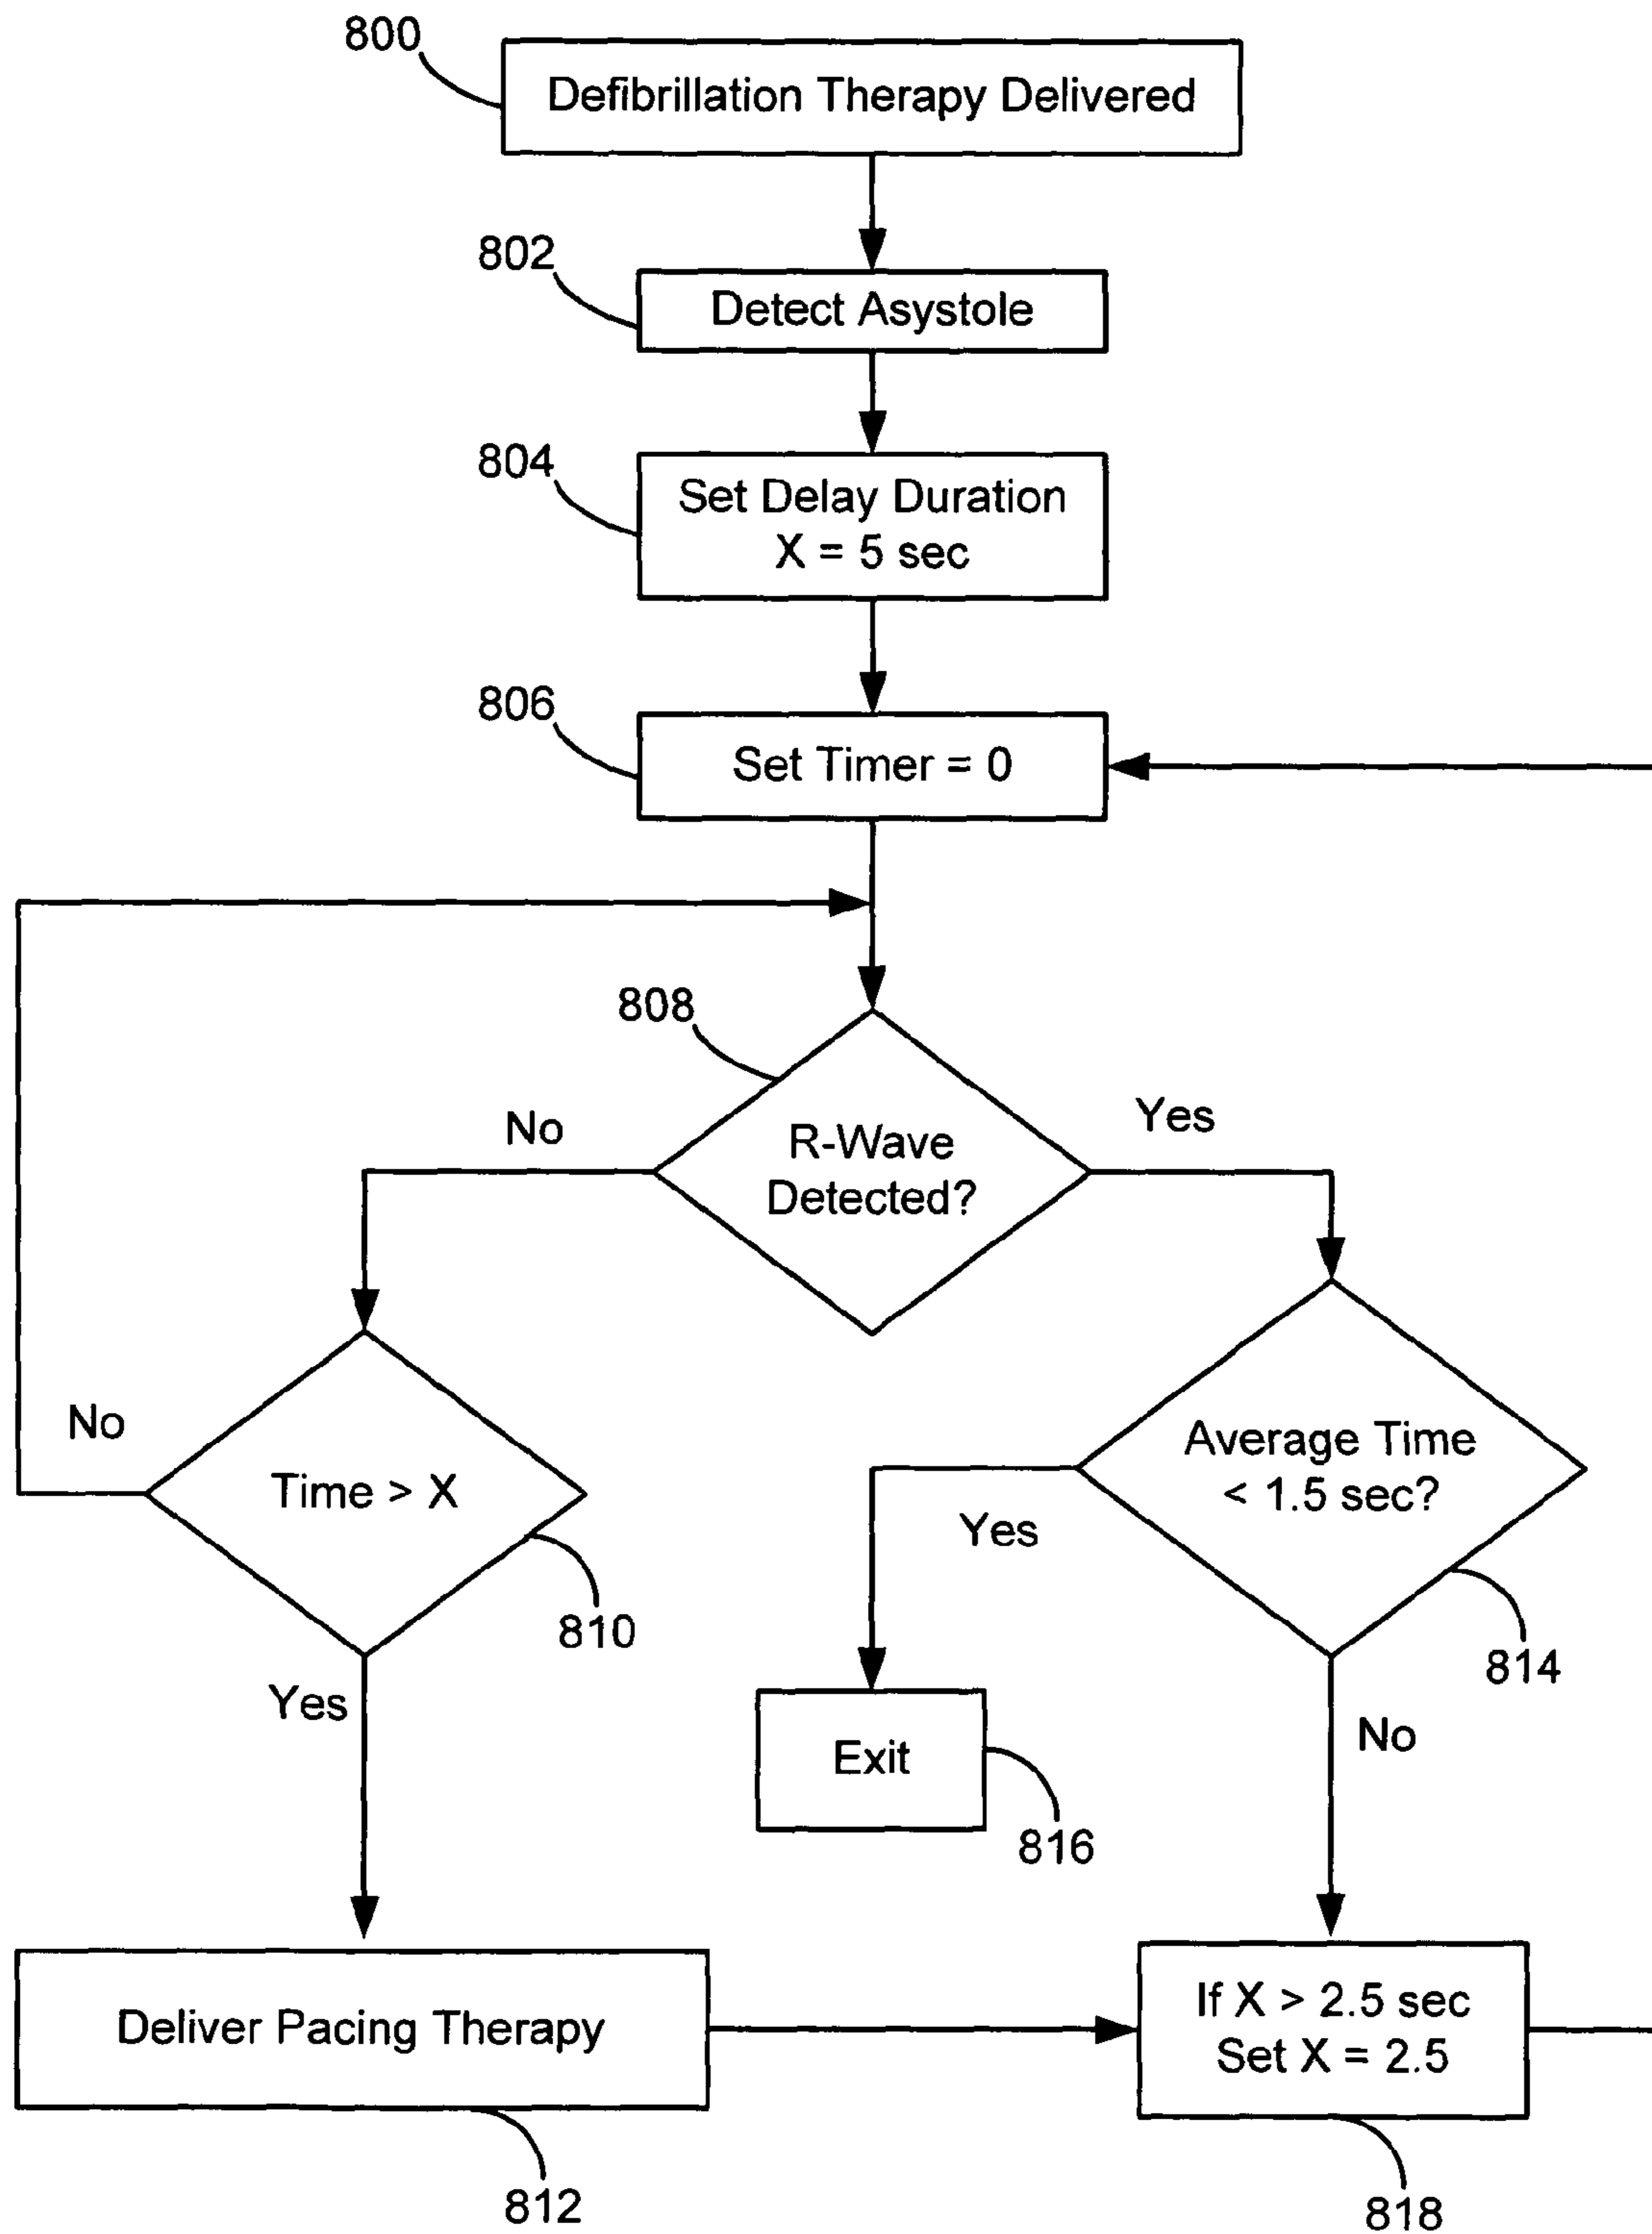 800
Defibrillation Therapy Delivered
802
Detect Asystole
804
Set Delay Duration
X = 5 sec
806
Set Timer = 0
808
No
R-Wave
Detected?
Yes
No
Time > X
810
Yes
Average Time
< 1.5 sec?
814
Yes
No
Exit
816
Deliver Pacing Therapy
812
If X > 2.5 sec
Set X = 2.5
818